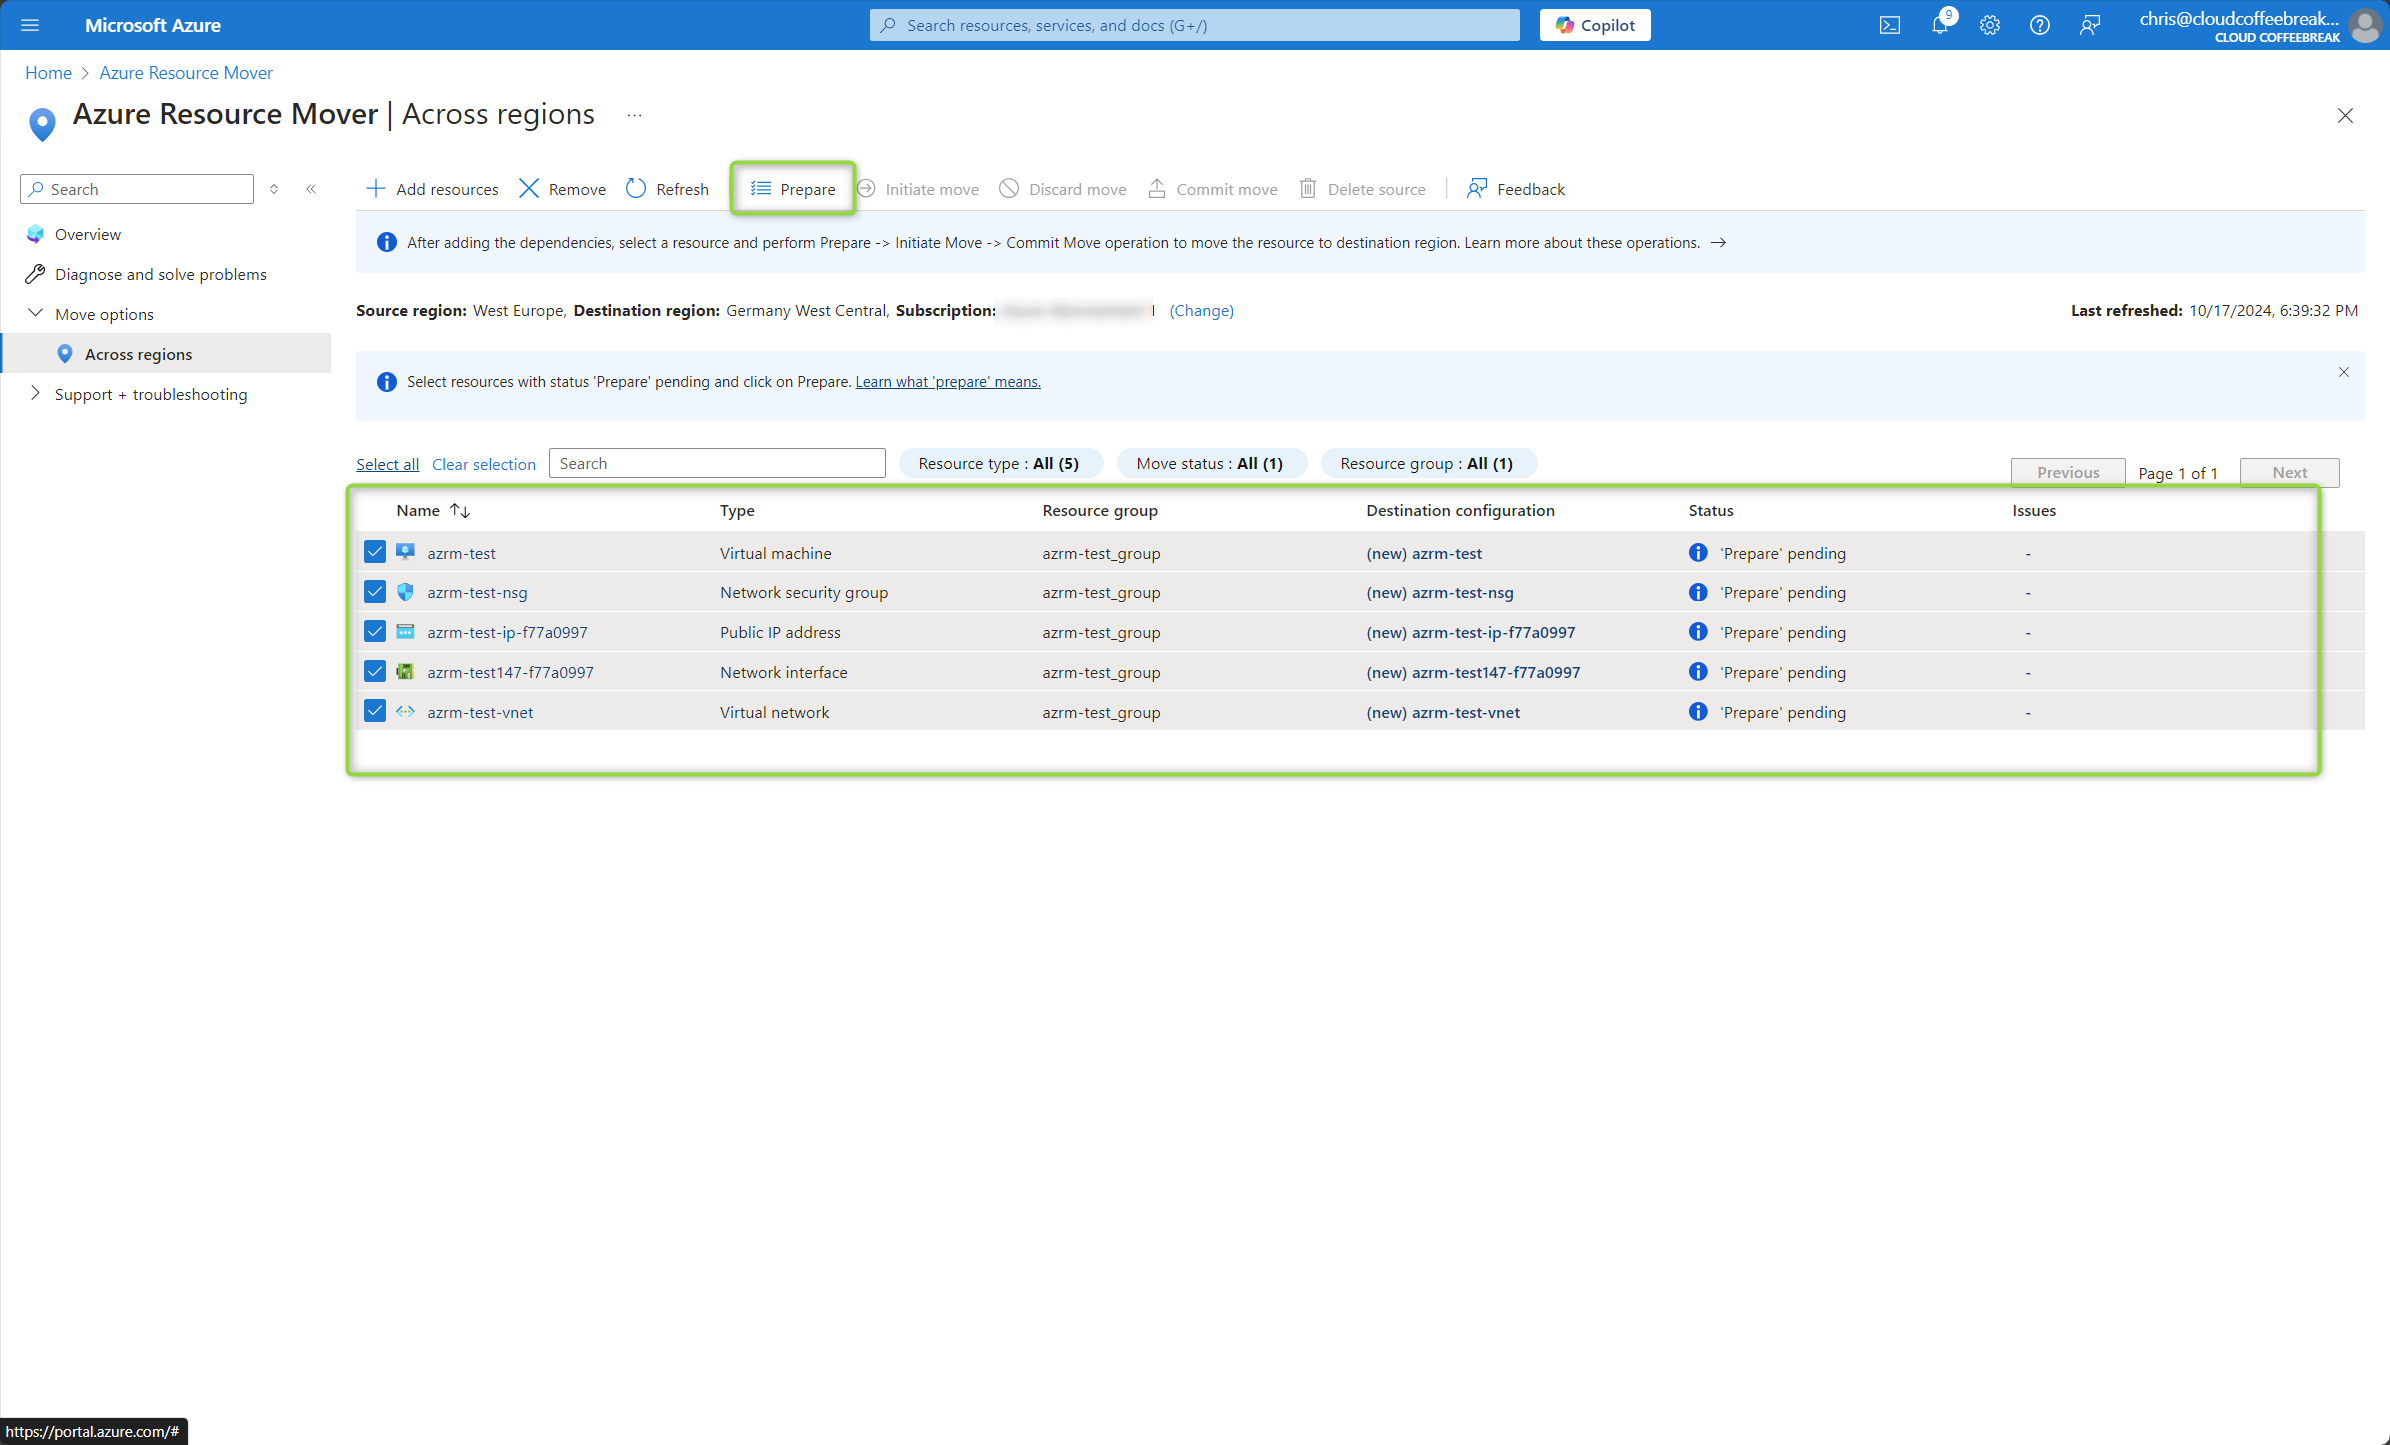 Microsoft Azure
Search resources, services, and docs (G+/)
Copilot
9
chris@cloudcoffeebreak...
CLOUD COFFEEBREAK
Home > Azure Resource Mover
Azure Resource Mover | Across regions ...
Search
Overview
Diagnose and solve problems
Move options
Across regions
Support + troubleshooting
Add resources Remove Refresh Prepare Initiate move Discard move Commit move Delete source Feedback
After adding the dependencies, select a resource and perform Prepare -> Initiate Move -> Commit Move operation to move the resource to destination region. Learn more about these operations. →
Source region: West Europe, Destination region: Germany West Central, Subscription: (Change)
Last refreshed: 10/17/2024, 6:39:32 PM
Select resources with status 'Prepare' pending and click on Prepare. Learn what 'prepare' means.
Select all Clear selection Search Resource type : All (5) Move status : All (1) Resource group : All (1)
Previous Page 1 of 1 Next
Name ↑↓ Type Resource group Destination configuration Status Issues
azrm-test Virtual machine azrm-test_group (new) azrm-test 'Prepare' pending -
azrm-test-nsg Network security group azrm-test_group (new) azrm-test-nsg 'Prepare' pending -
azrm-test-ip-f77a0997 Public IP address azrm-test_group (new) azrm-test-ip-f77a0997 'Prepare' pending -
azrm-test147-f77a0997 Network interface azrm-test_group (new) azrm-test147-f77a0997 'Prepare' pending -
azrm-test-vnet Virtual network azrm-test_group (new) azrm-test-vnet 'Prepare' pending -
https://portal.azure.com/#